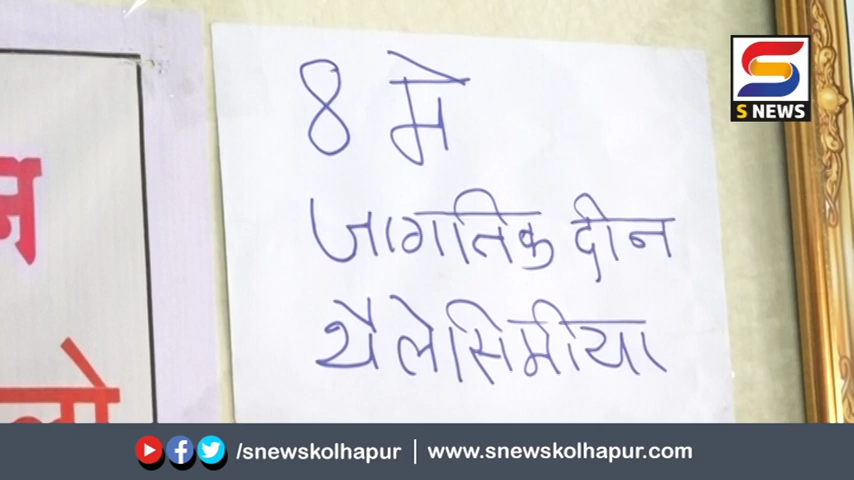 S NEWS
8 मे
जागतिक दीन
थैलेसिमीया
लो
/snewskolhapur | www.snewskolhapur.com